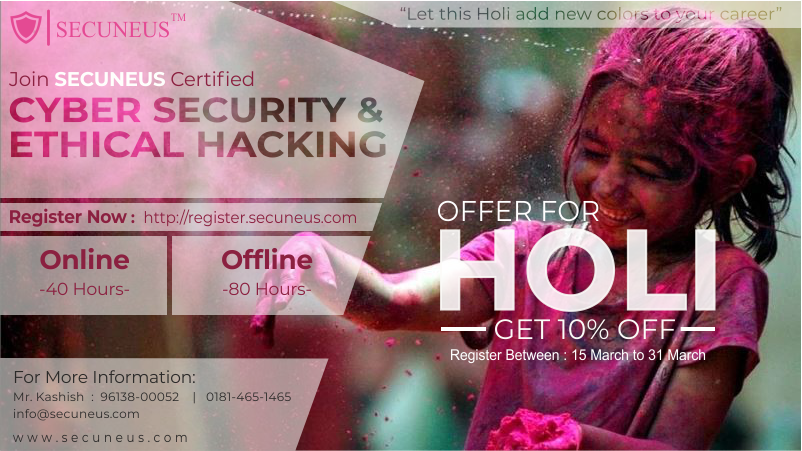 SECUNEUS™
“Let this Holi add new colors to your career”
Join SECUNEUS Certified
CYBER SECURITY &
ETHICAL HACKING
Register Now : http://register.secuneus.com
Online
-40 Hours-
Offline
-80 Hours-
OFFER FOR
HOLI
GET 10% OFF
Register Between : 15 March to 31 March
For More Information:
Mr. Kashish : 96138-00052 | 0181-465-1465
info@secuneus.com
www.secuneus.com